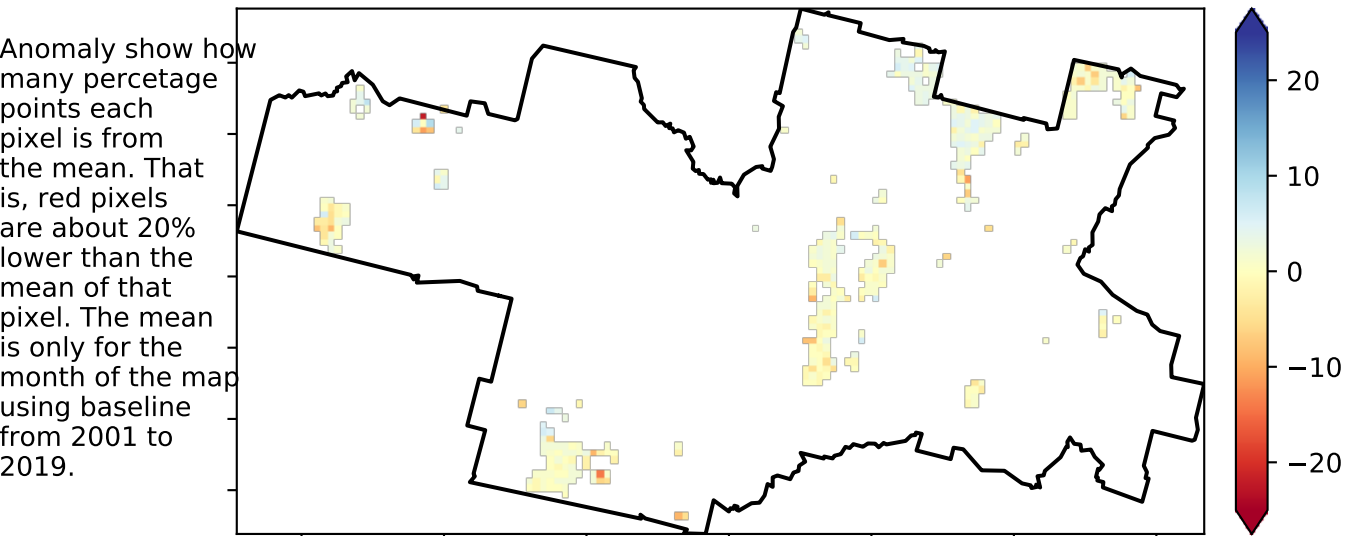 Anomaly show how
many percetage
points each
pixel is from
the mean. That
is, red pixels
are about 20%
lower than the
mean of that
pixel. The mean
is only for the
month of the map
using baseline
from 2001 to
2019.
20
10
0
−10
−20